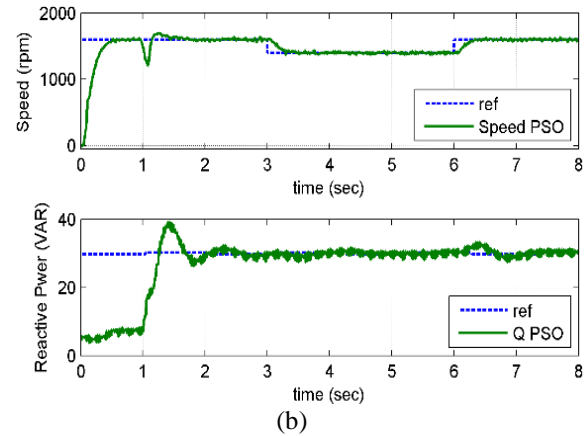 2000
1000
0
Speed (rpm)
ref
Speed PSO
0 1 2 3 4 5 6 7 8
time (sec)
40
20
0
Reactive Pwer (VAR)
ref
Q PSO
0 1 2 3 4 5 6 7 8
time (sec)
(b)